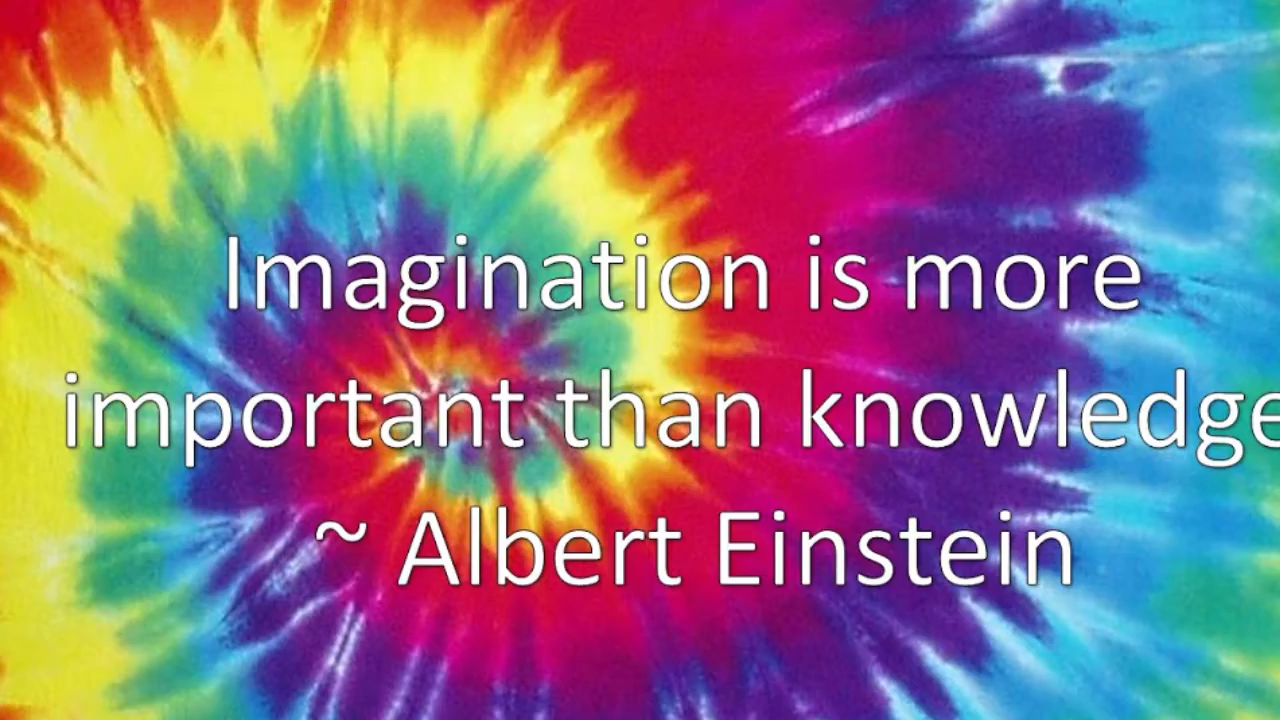 Imagination is more
important than knowledge
~ Albert Einstein